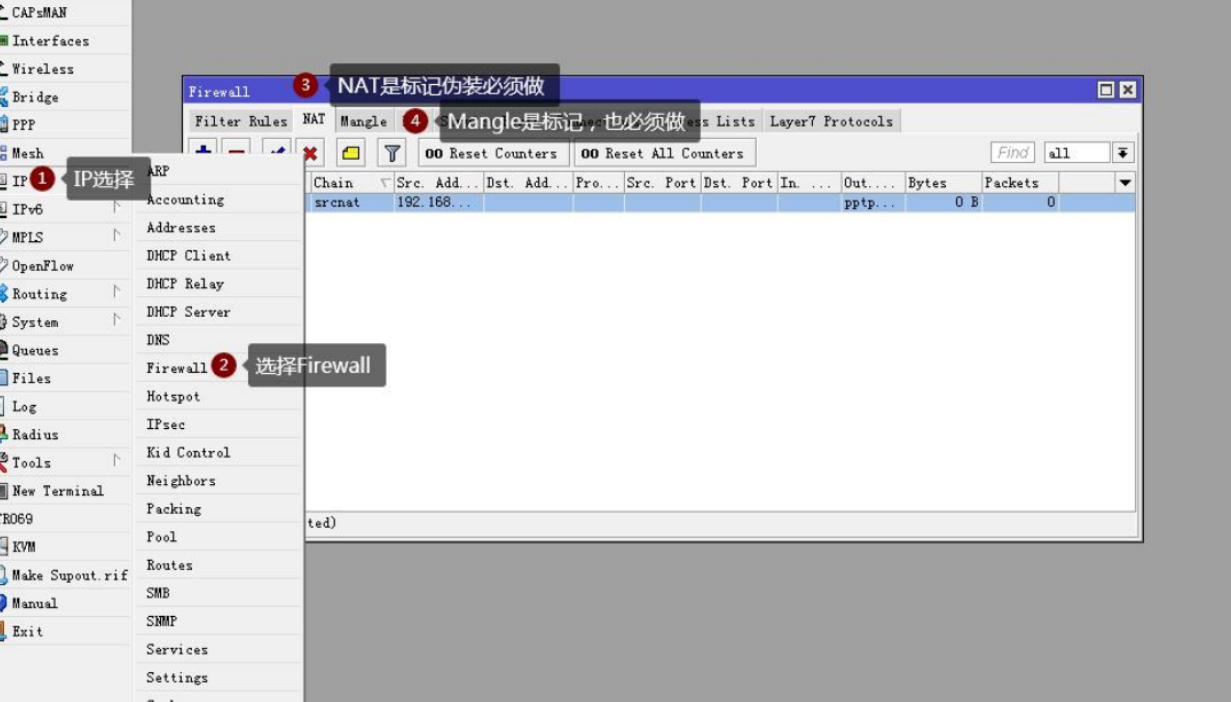 CAPsMAN
Interfaces
Wireless
Bridge
PPP
Mesh
IP 1 IP选择
IPv6
MPLS
OpenFlow
Routing
System
Queues
Files
Log
Radius
Tools
New Terminal
KVM
Make Supout.rif
Manual
Exit
ARP
Accounting
Addresses
DHCP Client
DHCP Relay
DHCP Server
DNS
Firewall 2 选择Firewall
Hotspot
IPsec
Kid Control
Neighbors
Packing
Pool
Routes
SMB
SNMP
Services
Settings
Firewall 3 NAT是标记伪装必须做
Filter Rules NAT Mangle 4 Mangle是标记，也必须做 Lists Layer7 Protocols
00 Reset Counters 00 Reset All Counters Find all
Chain Src. Add... Dst. Add... Pro... Src. Port Dst. Port In. ... Out.... Bytes Packets
srcnat 192.168... pptp... 0 B 0
ted)